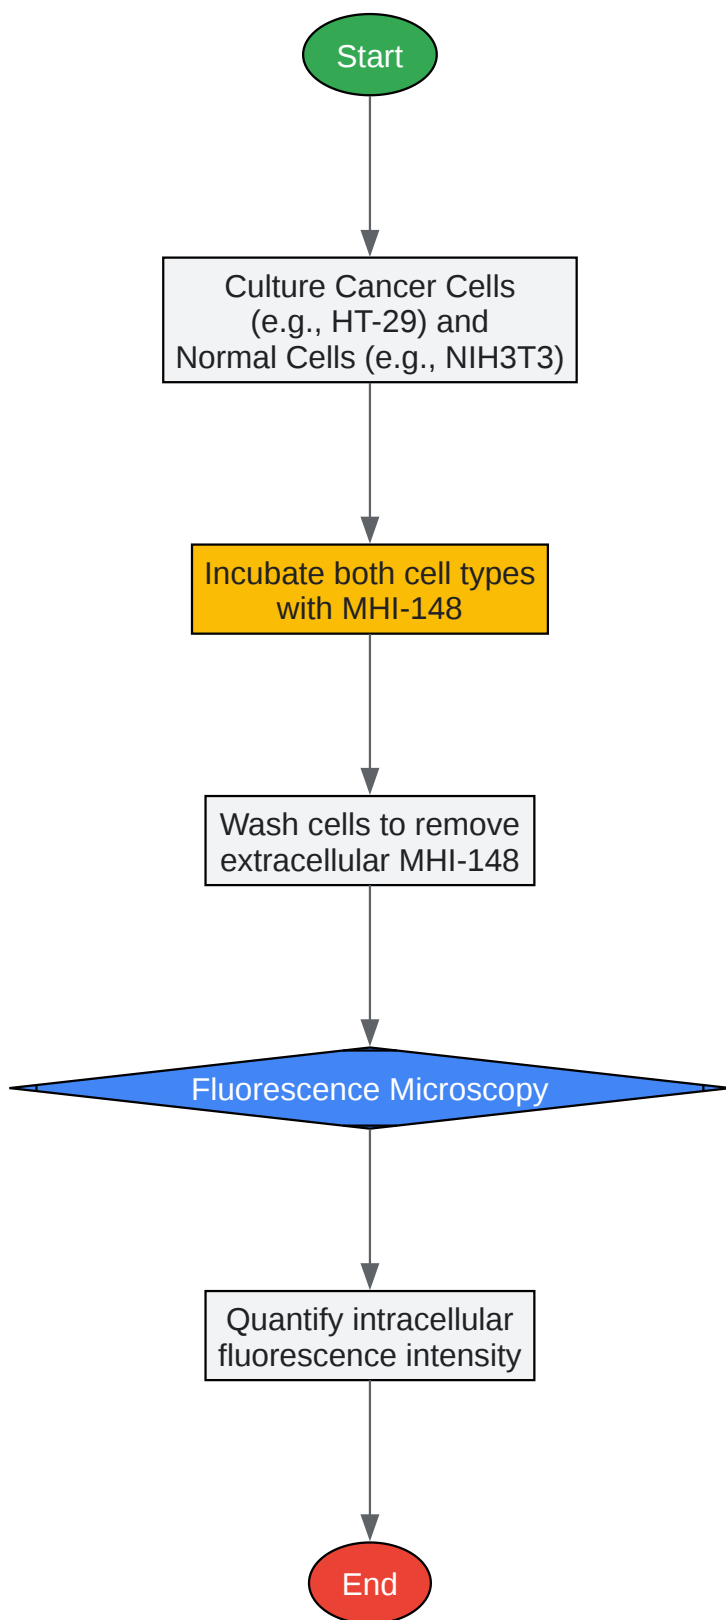 Start
Culture Cancer Cells
(e.g., HT-29) and
Normal Cells (e.g., NIH3T3)
Incubate both cell types
with MHI-148
Wash cells to remove
extracellular MHI-148
Fluorescence Microscopy
Quantify intracellular
fluorescence intensity
End